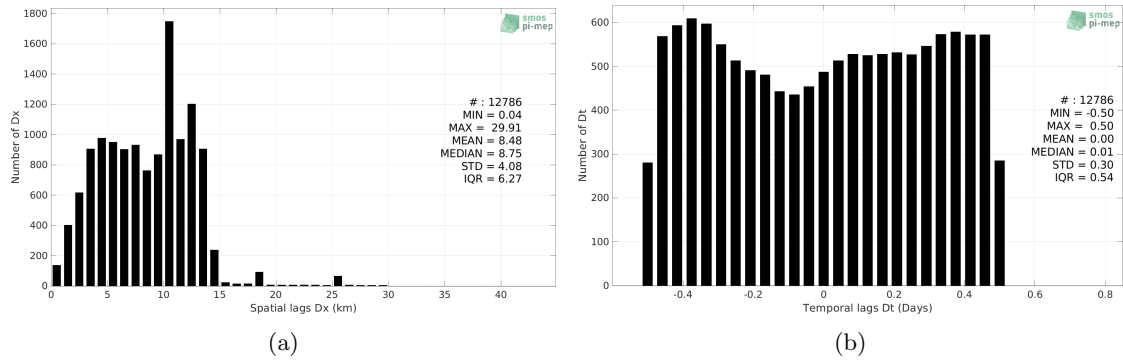 1800
1600
1400
1200
1000
800
600
400
200
0
Number of Dx
smos
pi-mep
# : 12786
MIN = 0.04
MAX = 29.91
MEAN = 8.48
MEDIAN = 8.75
STD = 4.08
IQR = 6.27
0 5 10 15 20 25 30 35 40
Spatial lags Dx (km)
(a)
600
500
400
300
200
100
0
Number of Dt
smos
pi-mep
# : 12786
MIN = -0.50
MAX = 0.50
MEAN = 0.00
MEDIAN = 0.01
STD = 0.30
IQR = 0.54
-0.4 -0.2 0 0.2 0.4 0.6 0.8
Temporal lags Dt (Days)
(b)